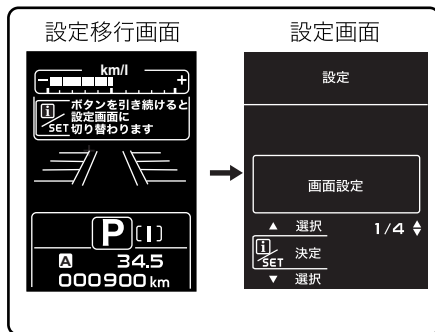 設定移行画面
km/l
− +
i/SET ボタンを引き続けると
設定画面に
切り替わります
P [I]
A 34.5
000900 km
設定画面
設定
画面設定
▲ 選択 1/4
i/SET 決定
▼ 選択